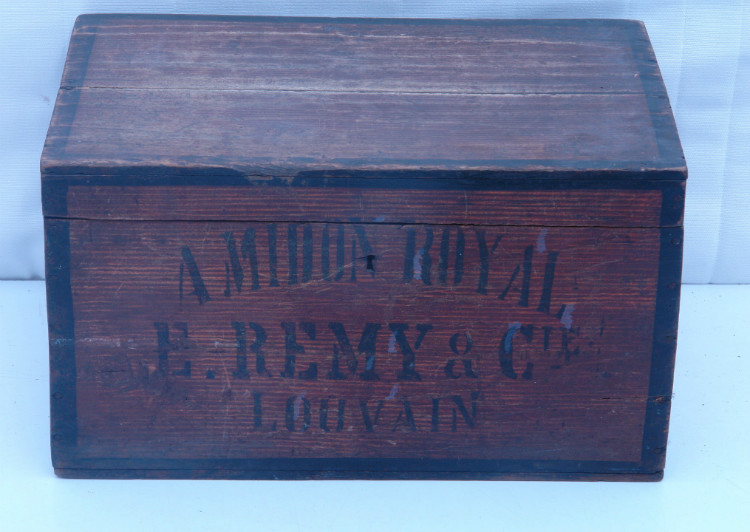 AMIDON ROYAL
E. REMY & CIE
LOUVAIN